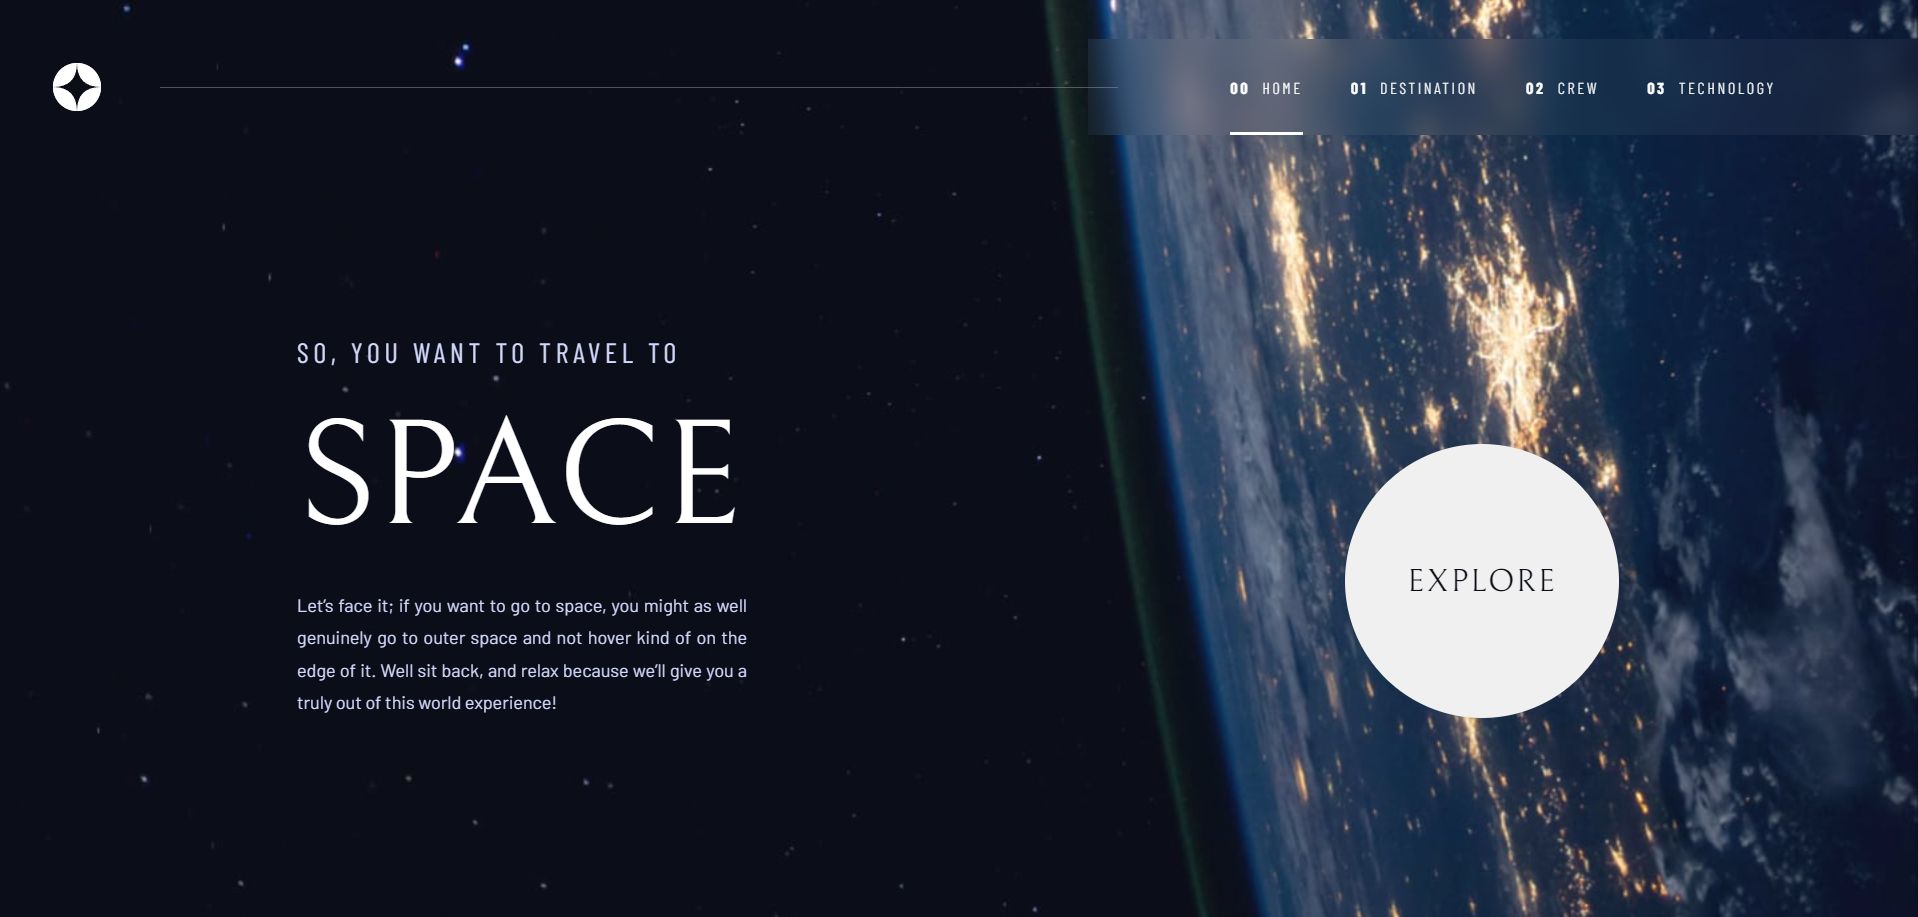 00 HOME 01 DESTINATION 02 CREW 03 TECHNOLOGY
SO, YOU WANT TO TRAVEL TO
SPACE
Let’s face it; if you want to go to space, you might as well
genuinely go to outer space and not hover kind of on the
edge of it. Well sit back, and relax because we’ll give you a
truly out of this world experience!
EXPLORE